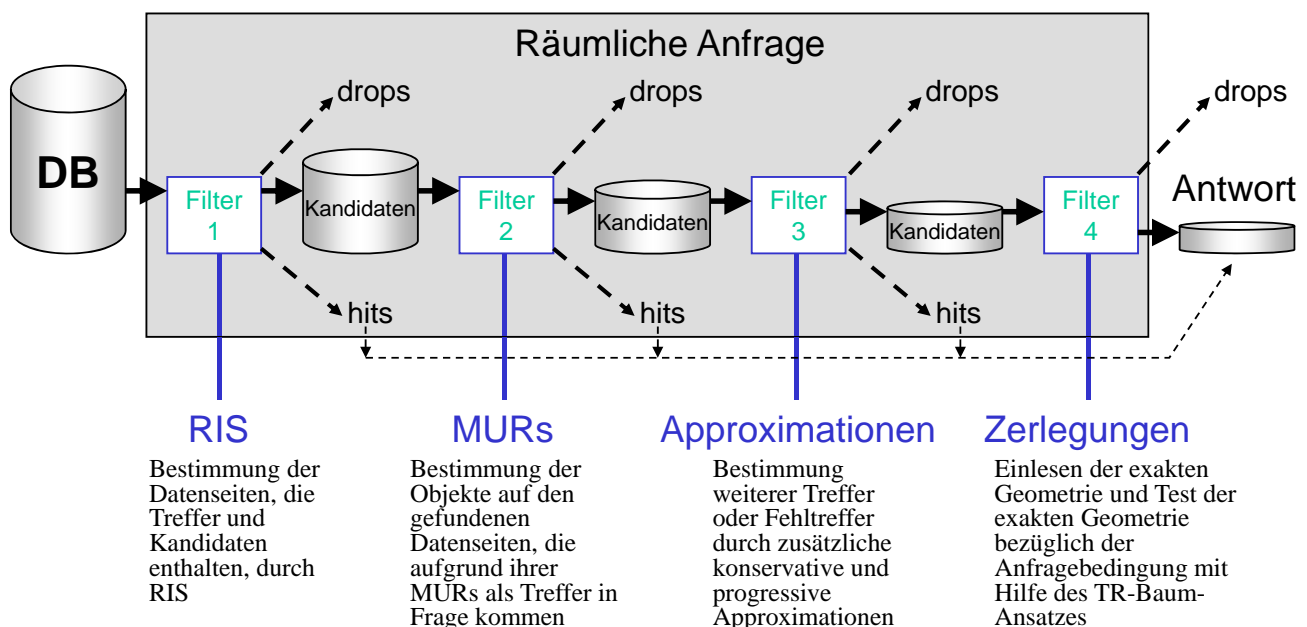 Räumliche Anfrage
drops
drops
drops
drops
DB
Filter
1
Kandidaten
Filter
2
Kandidaten
Filter
3
Kandidaten
Filter
4
Antwort
hits
hits
hits
RIS
Bestimmung der
Datenseiten, die
Treffer und
Kandidaten
enthalten, durch
RIS
MURs
Bestimmung der
Objekte auf den
gefundenen
Datenseiten, die
aufgrund ihrer
MURs als Treffer in
Frage kommen
Approximationen
Bestimmung
weiterer Treffer
oder Fehltreffer
durch zusätzliche
konservative und
progressive
Approximationen
Zerlegungen
Einlesen der exakten
Geometrie und Test der
exakten Geometrie
bezüglich der
Anfragebedingung mit
Hilfe des TR-Baum-
Ansatzes